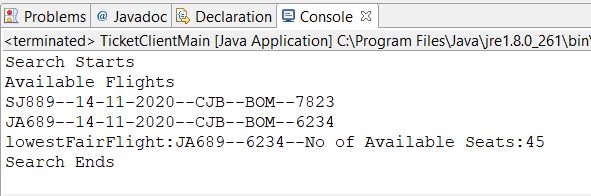 Problems @ Javadoc Declaration Console
<terminated> TicketClientMain [Java Application] C:\Program Files\Java\jre1.8.0_261\bin\
Search Starts
Available Flights
SJ889--14-11-2020--CJB--BOM--7823
JA689--14-11-2020--CJB--BOM--6234
lowestFairFlight:JA689--6234--No of Available Seats:45
Search Ends